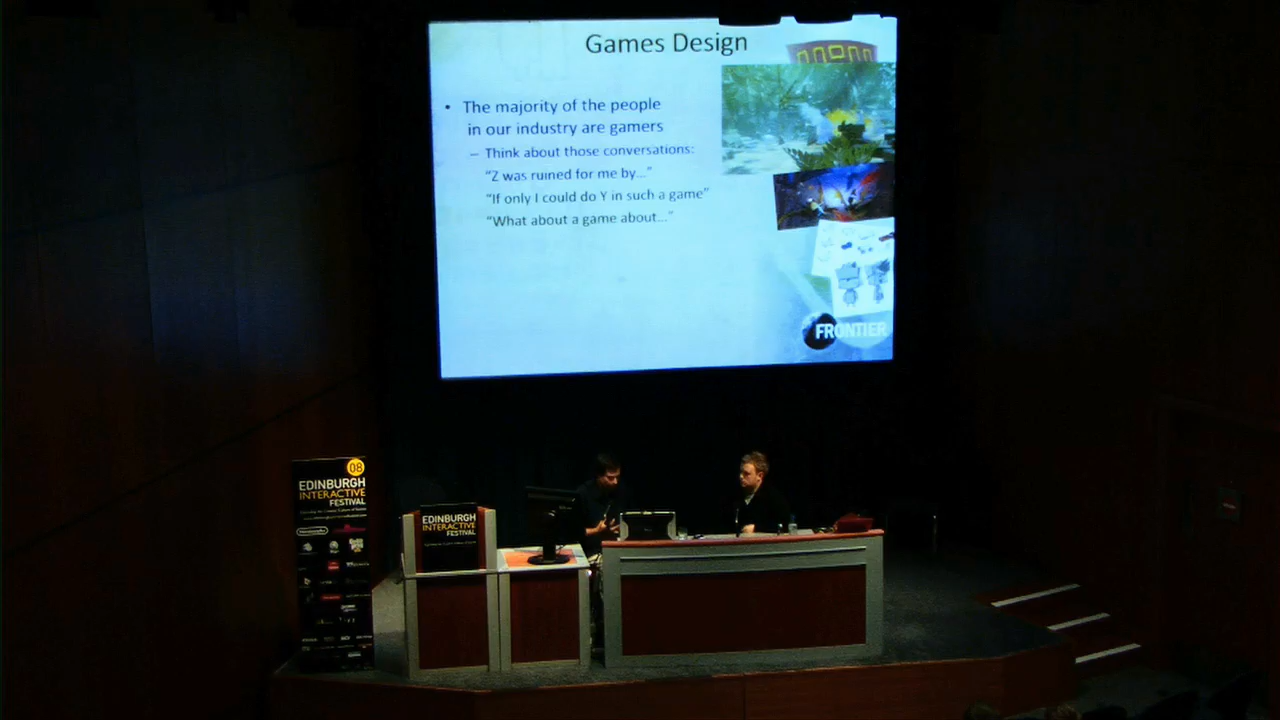 Games Design
• The majority of the people
in our industry are gamers
– Think about those conversations:
"Z was ruined for me by..."
"If only I could do Y in such a game"
"What about a game about..."
FRONTIER
08
EDINBURGH
INTERACTIVE
FESTIVAL
EDINBURGH
INTERACTIVE
FESTIVAL